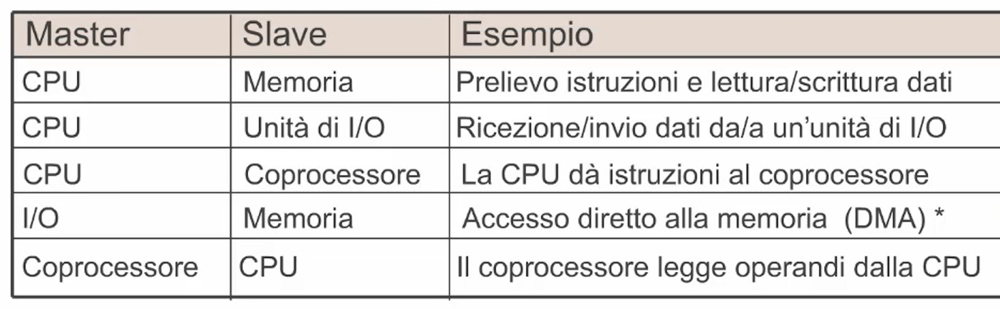 Master Slave Esempio
CPU Memoria Prelievo istruzioni e lettura/scrittura dati
CPU Unità di I/O Ricezione/invio dati da/a un’unità di I/O
CPU Coprocessore La CPU dà istruzioni al coprocessore
I/O Memoria Accesso diretto alla memoria (DMA) *
Coprocessore CPU Il coprocessore legge operandi dalla CPU